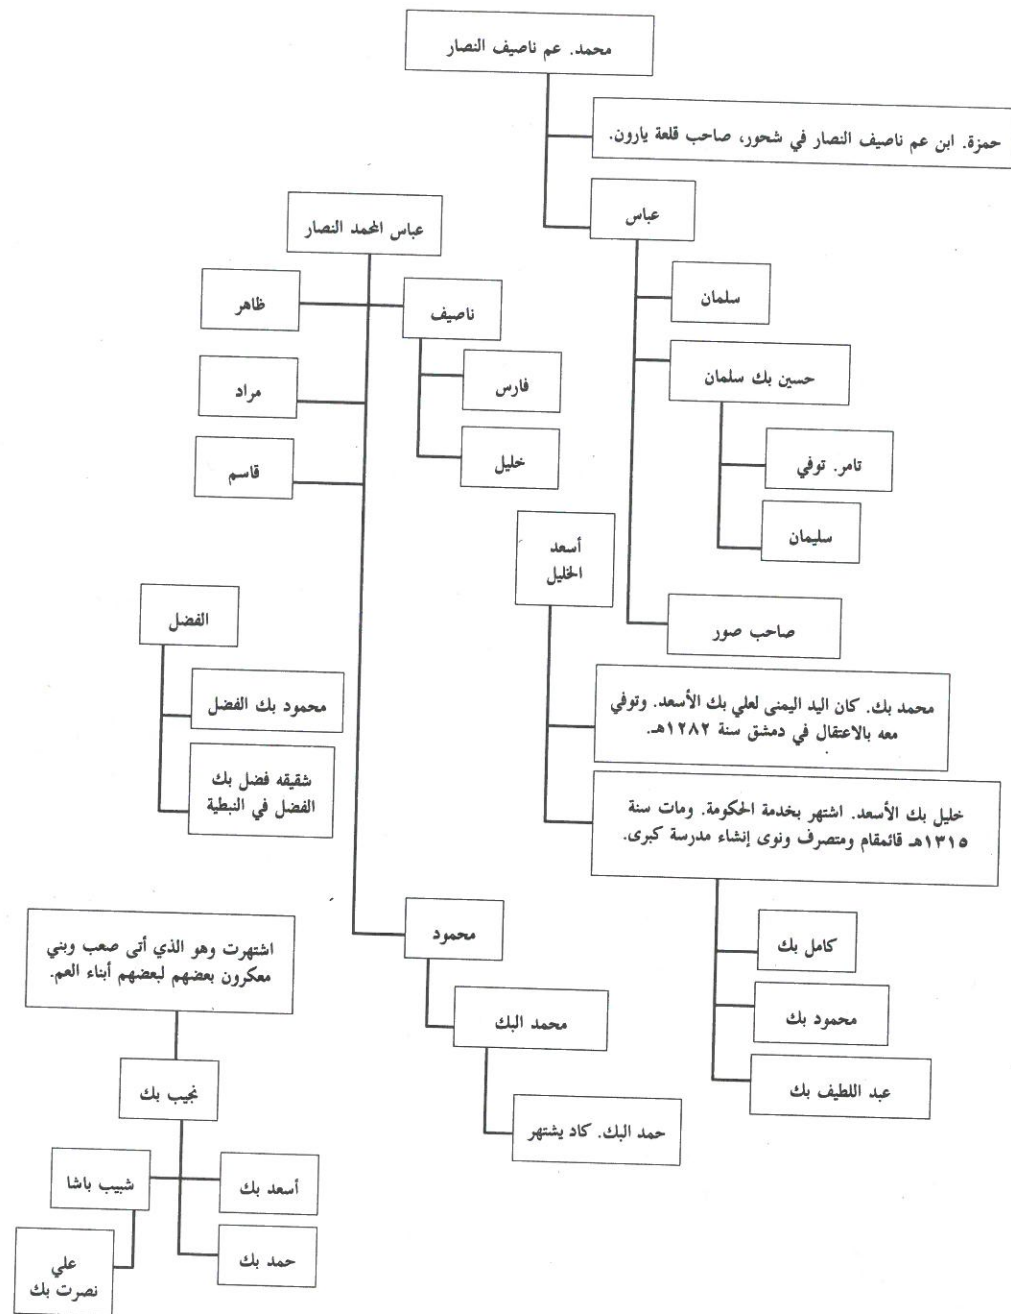 محمد. عم ناصيف النصار
حمزة. ابن عم ناصيف النصار في شحور، صاحب قلعة يارون.
عباس
سلمان
حسين بك سلمان
تامر. توفي
سليمان
صاحب صور
عباس المحمد النصار
ناصيف
ظاهر
فارس
مراد
خليل
قاسم
أسعد
الخليل
محمد بك. كان اليد اليمنى لعلي بك الأسعد. وتوفي
معه بالاعتقال في دمشق سنة ١٢٨٢هـ.
خليل بك الأسعد. اشتهر بخدمة الحكومة. ومات سنة
١٣١٥هـ قائمقام ومتصرف ونوى إنشاء مدرسة كبرى.
كامل بك
محمود بك
عبد اللطيف بك
الفضل
محمود بك الفضل
شقيقه فضل بك
الفضل في النبطية
محمود
محمد البك
حمد البك. كاد يشتهر
اشتهرت وهو الذي أتى صعب وبني
معكرون بعضهم لبعضهم أبناء العم.
نجيب بك
أسعد بك
شبيب باشا
حمد بك
علي
نصرت بك